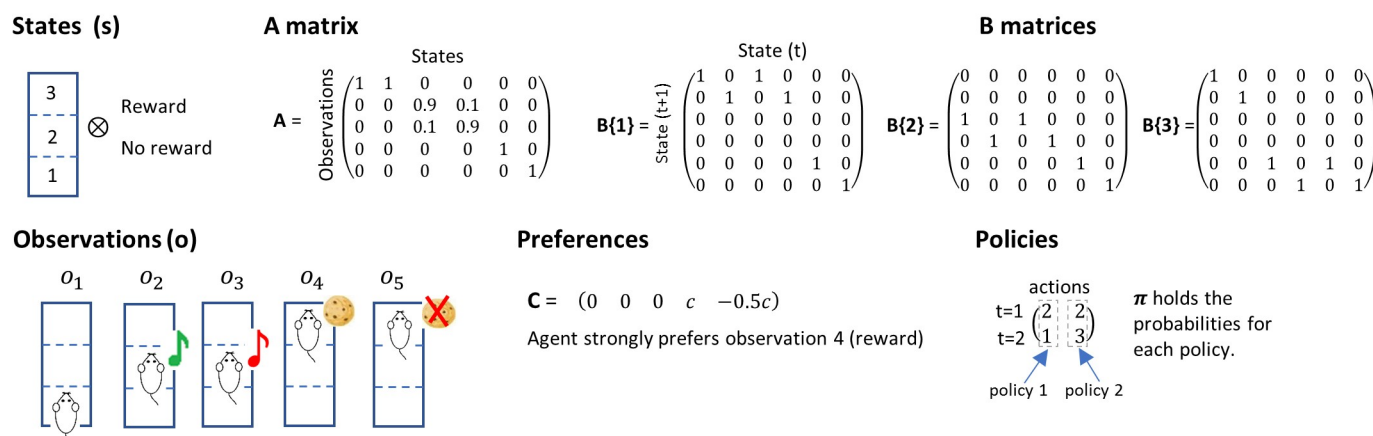 States (s)
3
2
1
⊗
Reward
No reward
A matrix
States
Observations
A =
1 1 0 0 0 0
0 0 0.9 0.1 0 0
0 0 0.1 0.9 0 0
0 0 0 0 1 0
0 0 0 0 0 1
B matrices
State (t)
State (t+1)
B{1} =
1 0 1 0 0 0
0 1 0 1 0 0
0 0 0 0 0 0
0 0 0 0 0 0
0 0 0 0 1 0
0 0 0 0 0 1
B{2} =
0 0 0 0 0 0
0 0 0 0 0 0
1 0 1 0 0 0
0 1 0 1 0 0
0 0 0 0 1 0
0 0 0 0 0 1
B{3} =
1 0 0 0 0 0
0 1 0 0 0 0
0 0 0 0 0 0
0 0 0 0 0 0
0 0 1 0 1 0
0 0 0 1 0 1
Observations (o)
o₁ o₂ o₃ o₄ o₅
Preferences
C = (0 0 0 c −0.5c)
Agent strongly prefers observation 4 (reward)
Policies
actions
t=1 (2 2)
t=2 (1 3)
policy 1 policy 2
π holds the
probabilities for
each policy.